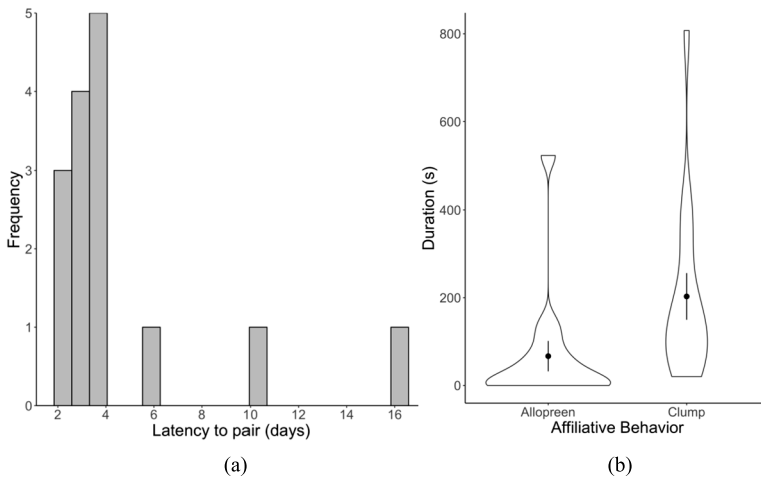 5
4
3
2
1
0
Frequency
2 4 6 8 10 12 14 16
Latency to pair (days)
(a)
800
600
400
200
0
Duration (s)
Allopreen Clump
Affiliative Behavior
(b)